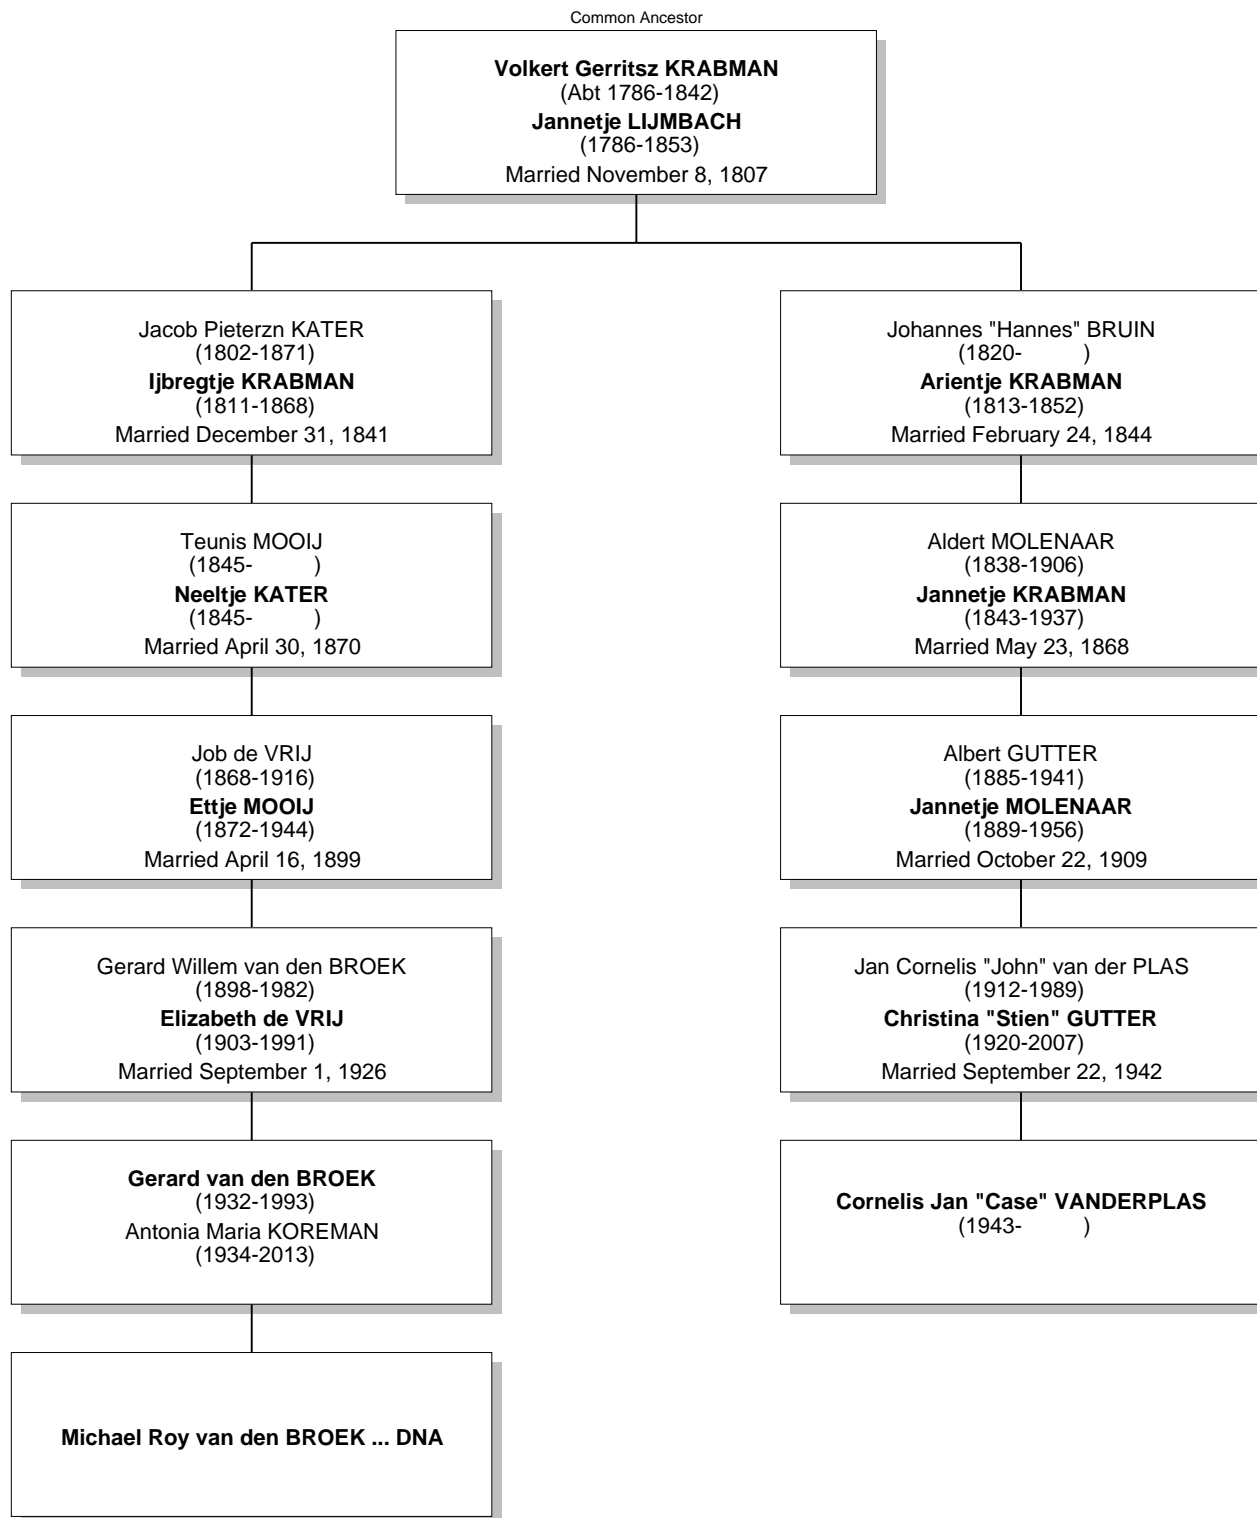 Common Ancestor
Volkert Gerritsz KRABMAN
(Abt 1786-1842)
Jannetje LIJMBACH
(1786-1853)
Married November 8, 1807
Jacob Pieterzn KATER
(1802-1871)
Ijbregtje KRABMAN
(1811-1868)
Married December 31, 1841
Johannes "Hannes" BRUIN
(1820- )
Arientje KRABMAN
(1813-1852)
Married February 24, 1844
Teunis MOOIJ
(1845- )
Neeltje KATER
(1845- )
Married April 30, 1870
Aldert MOLENAAR
(1838-1906)
Jannetje KRABMAN
(1843-1937)
Married May 23, 1868
Job de VRIJ
(1868-1916)
Ettje MOOIJ
(1872-1944)
Married April 16, 1899
Albert GUTTER
(1885-1941)
Jannetje MOLENAAR
(1889-1956)
Married October 22, 1909
Gerard Willem van den BROEK
(1898-1982)
Elizabeth de VRIJ
(1903-1991)
Married September 1, 1926
Jan Cornelis "John" van der PLAS
(1912-1989)
Christina "Stien" GUTTER
(1920-2007)
Married September 22, 1942
Gerard van den BROEK
(1932-1993)
Antonia Maria KOREMAN
(1934-2013)
Cornelis Jan "Case" VANDERPLAS
(1943- )
Michael Roy van den BROEK ... DNA